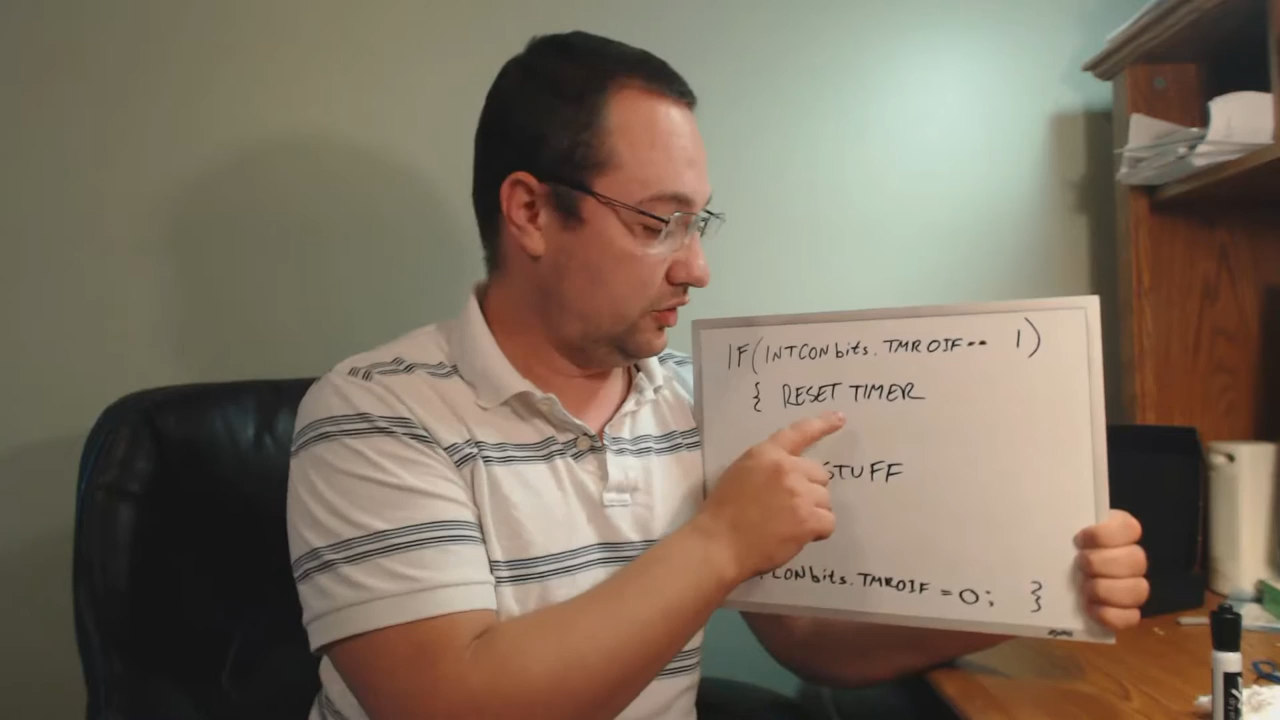 IF(INTCONbits.TMR0IF== 1)
{ RESET TIMER
STUFF
CONbits.TMR0IF = 0; }